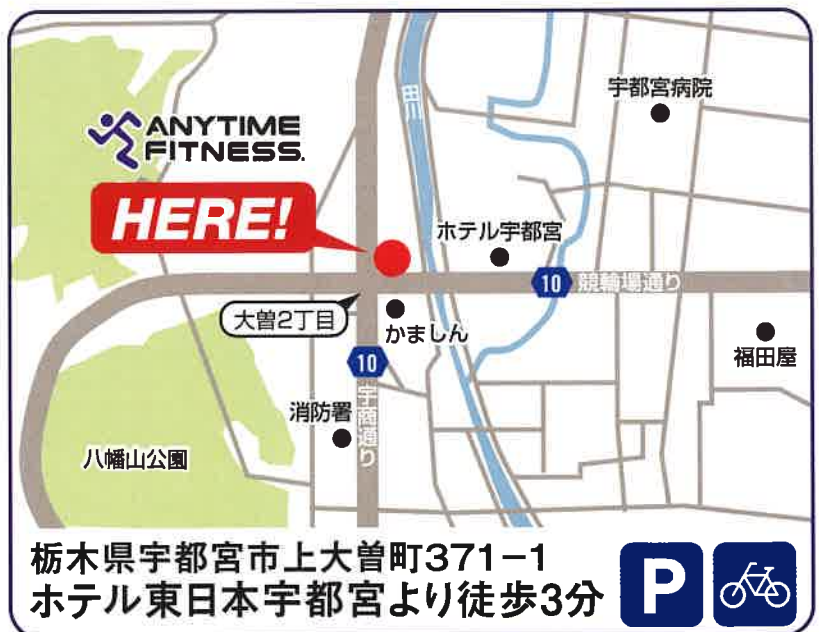 宇都宮病院
田川
ANYTIME
FITNESS.
HERE!
ホテル宇都宮
10
競輪場通り
大曽2丁目
かましん
福田屋
10
宇商通り
消防署
八幡山公園
栃木県宇都宮市上大曽町371-1
ホテル東日本宇都宮より徒歩3分
P